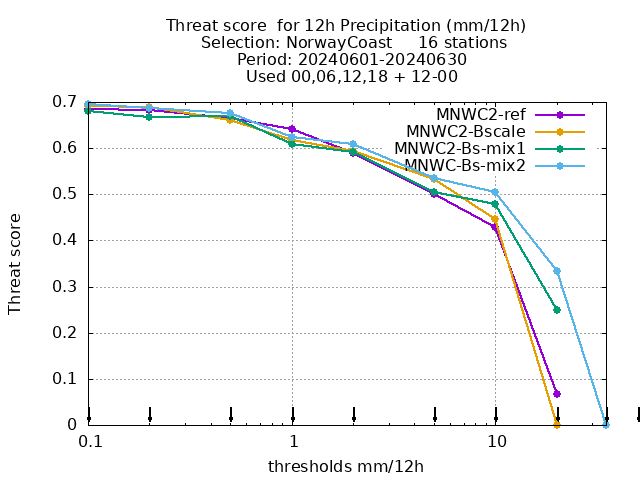 Threat score  for 12h Precipitation (mm/12h)
Selection: NorwayCoast     16 stations
Period: 20240601-20240630
Used 00,06,12,18 + 12-00
MNWC2-ref
MNWC2-Bscale
MNWC2-Bs-mix1
MNWC-Bs-mix2
Threat score
0.7
0.6
0.5
0.4
0.3
0.2
0.1
0
0.1 1 10
thresholds mm/12h